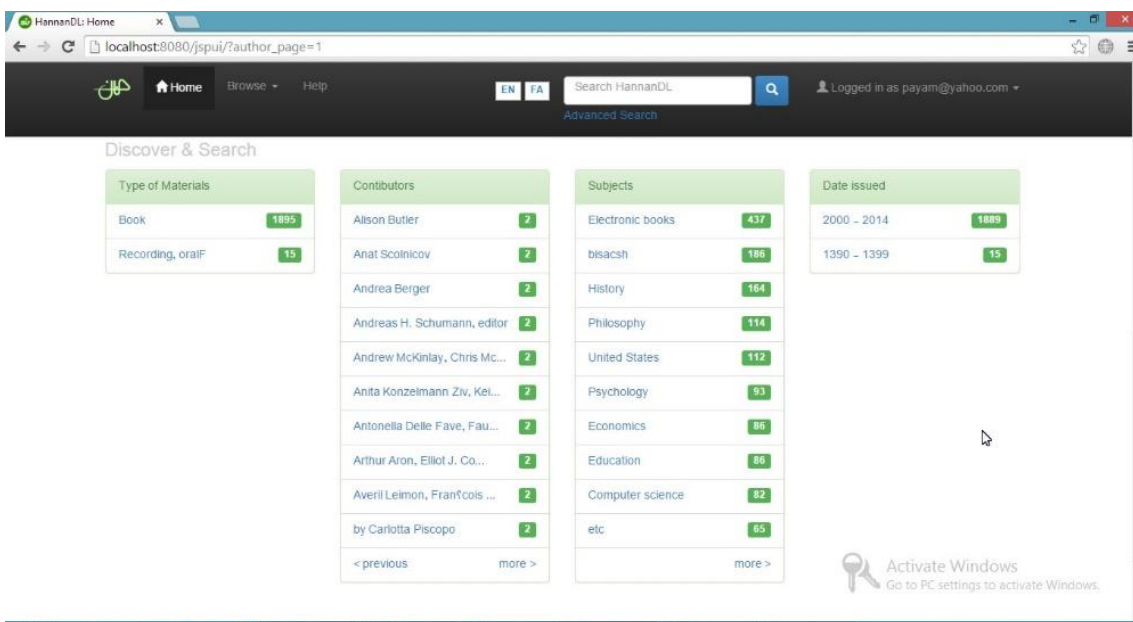 HannanDL: Home
localhost:8080/jspui/?author_page=1
Home Browse Help EN FA Search HannanDL Logged in as payam@yahoo.com
Advanced Search
Discover & Search
Type of Materials
Book 1895
Recording, oralF 15
Contibutors
Alison Butler 2
Anat Scolnicov 2
Andrea Berger 2
Andreas H. Schumann, editor 2
Andrew McKinlay, Chris Mc... 2
Anita Konzelmann Ziv, Kei... 2
Antonella Delle Fave, Fau... 2
Arthur Aron, Elliot J. Co... 2
Averil Leimon, Franʕcois ... 2
by Carlotta Piscopo 2
< previous more >
Subjects
Electronic books 437
bisacsh 186
History 164
Philosophy 114
United States 112
Psychology 93
Economics 86
Education 86
Computer science 82
etc 65
more >
Date issued
2000 - 2014 1889
1390 - 1399 15
Activate Windows
Go to PC settings to activate Windows.